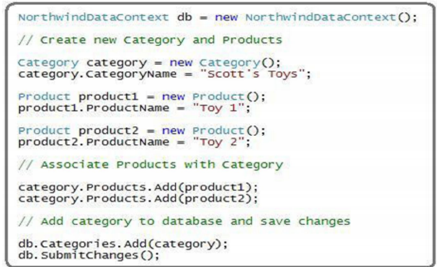 NorthwindDataContext db = new NorthwindDataContext();
// Create new Category and Products
Category category = new Category();
category.CategoryName = "Scott's Toys";
Product product1 = new Product();
product1.ProductName = "Toy 1";
Product product2 = new Product();
product2.ProductName = "Toy 2";
// Associate Products with Category
category.Products.Add(product1);
category.Products.Add(product2);
// Add category to database and save changes
db.Categories.Add(category);
db.SubmitChanges();